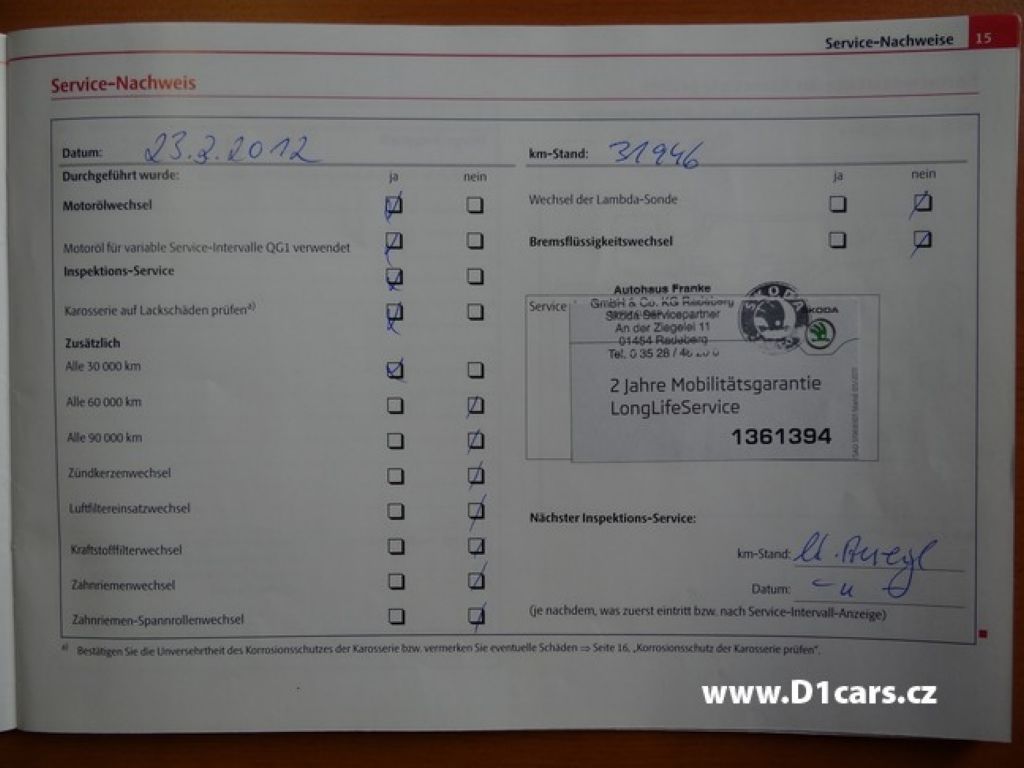 Service-Nachweise 15
Service-Nachweis
Datum: 23.3.2012
km-Stand: 31946
Durchgeführt wurde: ja nein
ja nein
Motorölwechsel
Wechsel der Lambda-Sonde
Motoröl für variable Service-Intervalle QG1 verwendet
Bremsflüssigkeitswechsel
Inspektions-Service
Karosserie auf Lackschäden prüfen a)
Zusätzlich
Alle 30 000 km
Alle 60 000 km
Alle 90 000 km
Zündkerzenwechsel
Luftfiltereinsatzwechsel
Kraftstofffilterwechsel
Zahnriemenwechsel
Zahnriemen-Spannrollenwechsel
Service
Autohaus Franke
GmbH & Co. KG Radeberg
Skoda Servicepartner
An der Ziegelei 11
01454 Radeberg
Tel. 0 35 28 /
SKODA
SKODA
2 Jahre Mobilitätsgarantie
LongLifeService
1361394
Nächster Inspektions-Service:
km-Stand:
Datum: - " -
(je nachdem, was zuerst eintritt bzw. nach Service-Intervall-Anzeige)
a) Bestätigen Sie die Unversehrtheit des Korrosionsschutzes der Karosserie bzw. vermerken Sie eventuelle Schäden ⇒ Seite 16, „Korrosionsschutz der Karosserie prüfen“.
www.D1cars.cz